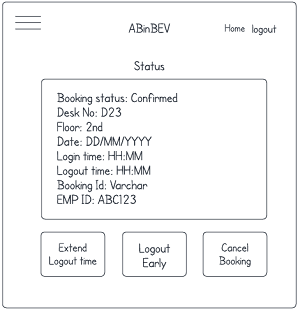 ABinBEV
Home logout
Status
Booking status: Confirmed
Desk No: D23
Floor: 2nd
Date: DD/MM/YYYY
Login time: HH:MM
Logout time: HH:MM
Booking Id: Varchar
EMP ID: ABC123
Extend
Logout time
Logout
Early
Cancel
Booking